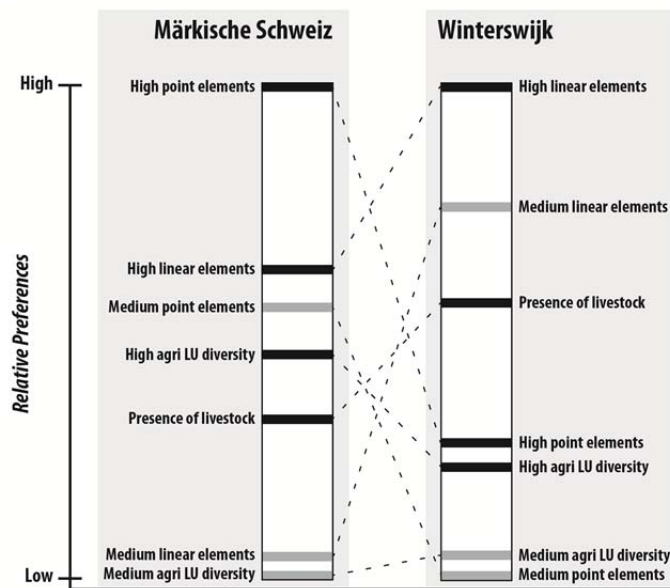 Märkische Schweiz
Winterswijk
High
Low
Relative Preferences
High point elements
High linear elements
Medium point elements
High agri LU diversity
Presence of livestock
Medium linear elements
Medium agri LU diversity
High linear elements
Medium linear elements
Presence of livestock
High point elements
High agri LU diversity
Medium agri LU diversity
Medium point elements